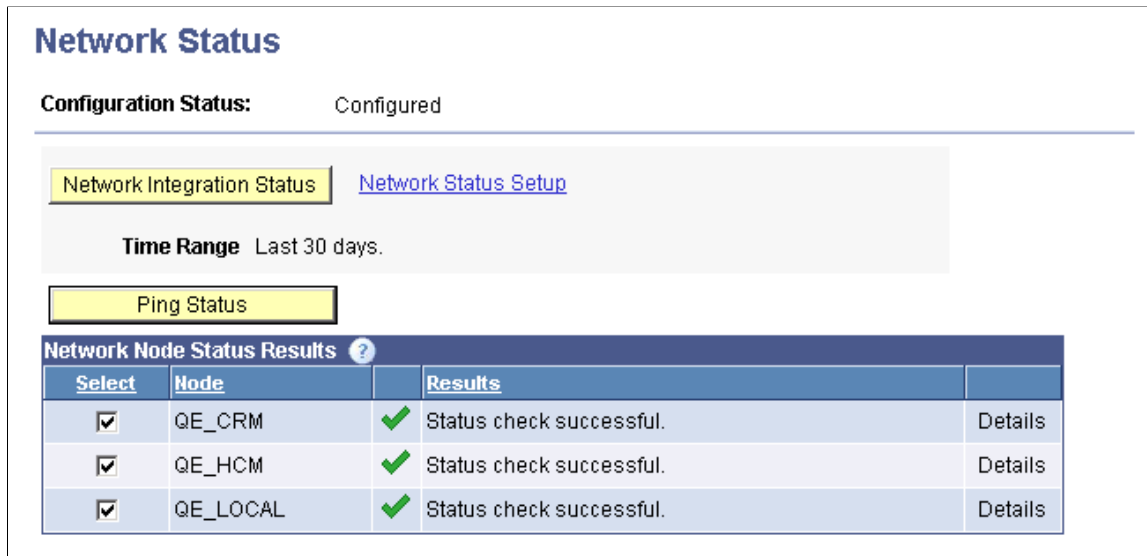 Network Status
Configuration Status: Configured
Network Integration Status Network Status Setup
Time Range Last 30 days.
Ping Status
Network Node Status Results ?
Select Node Results
QE_CRM Status check successful. Details
QE_HCM Status check successful. Details
QE_LOCAL Status check successful. Details